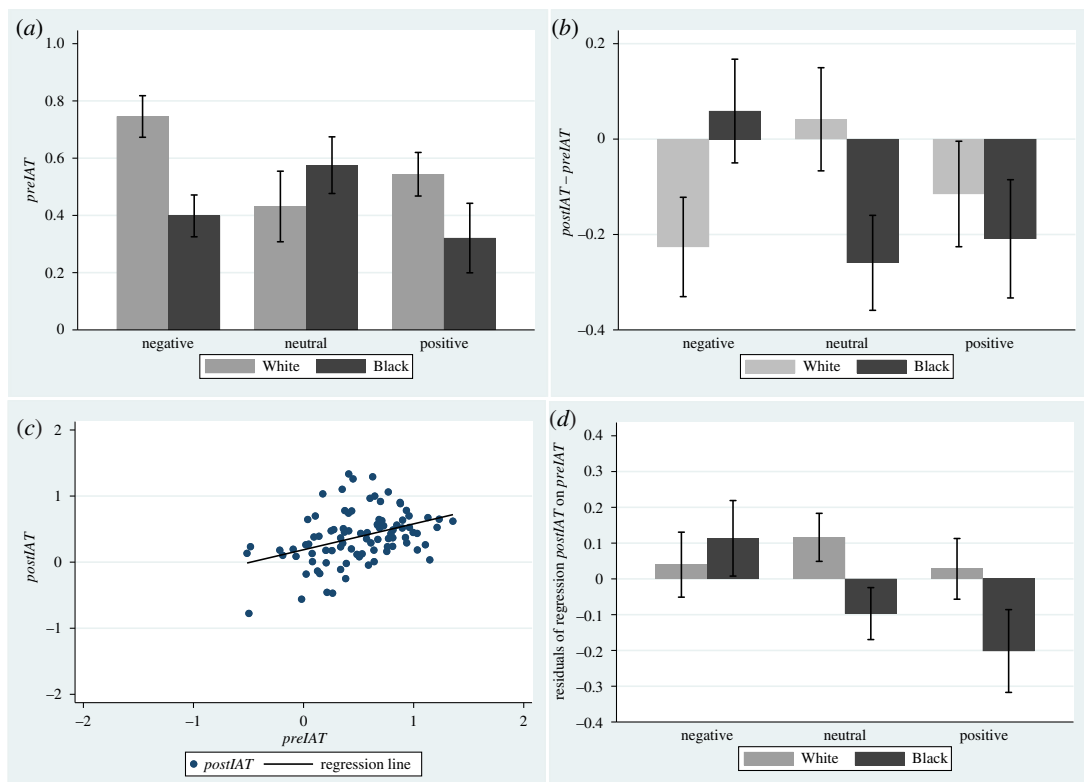 (a)
1.0
0.8
0.6
0.4
0.2
0
preIAT
negative neutral positive
White Black
(b)
0.2
0
–0.2
–0.4
postIAT – preIAT
negative neutral positive
White Black
(c)
2
1
0
–1
–2
postIAT
–2 –1 0 1 2
preIAT
postIAT regression line
(d)
0.4
0.3
0.2
0.1
0
–0.1
–0.2
–0.3
–0.4
residuals of regression postIAT on preIAT
negative neutral positive
White Black